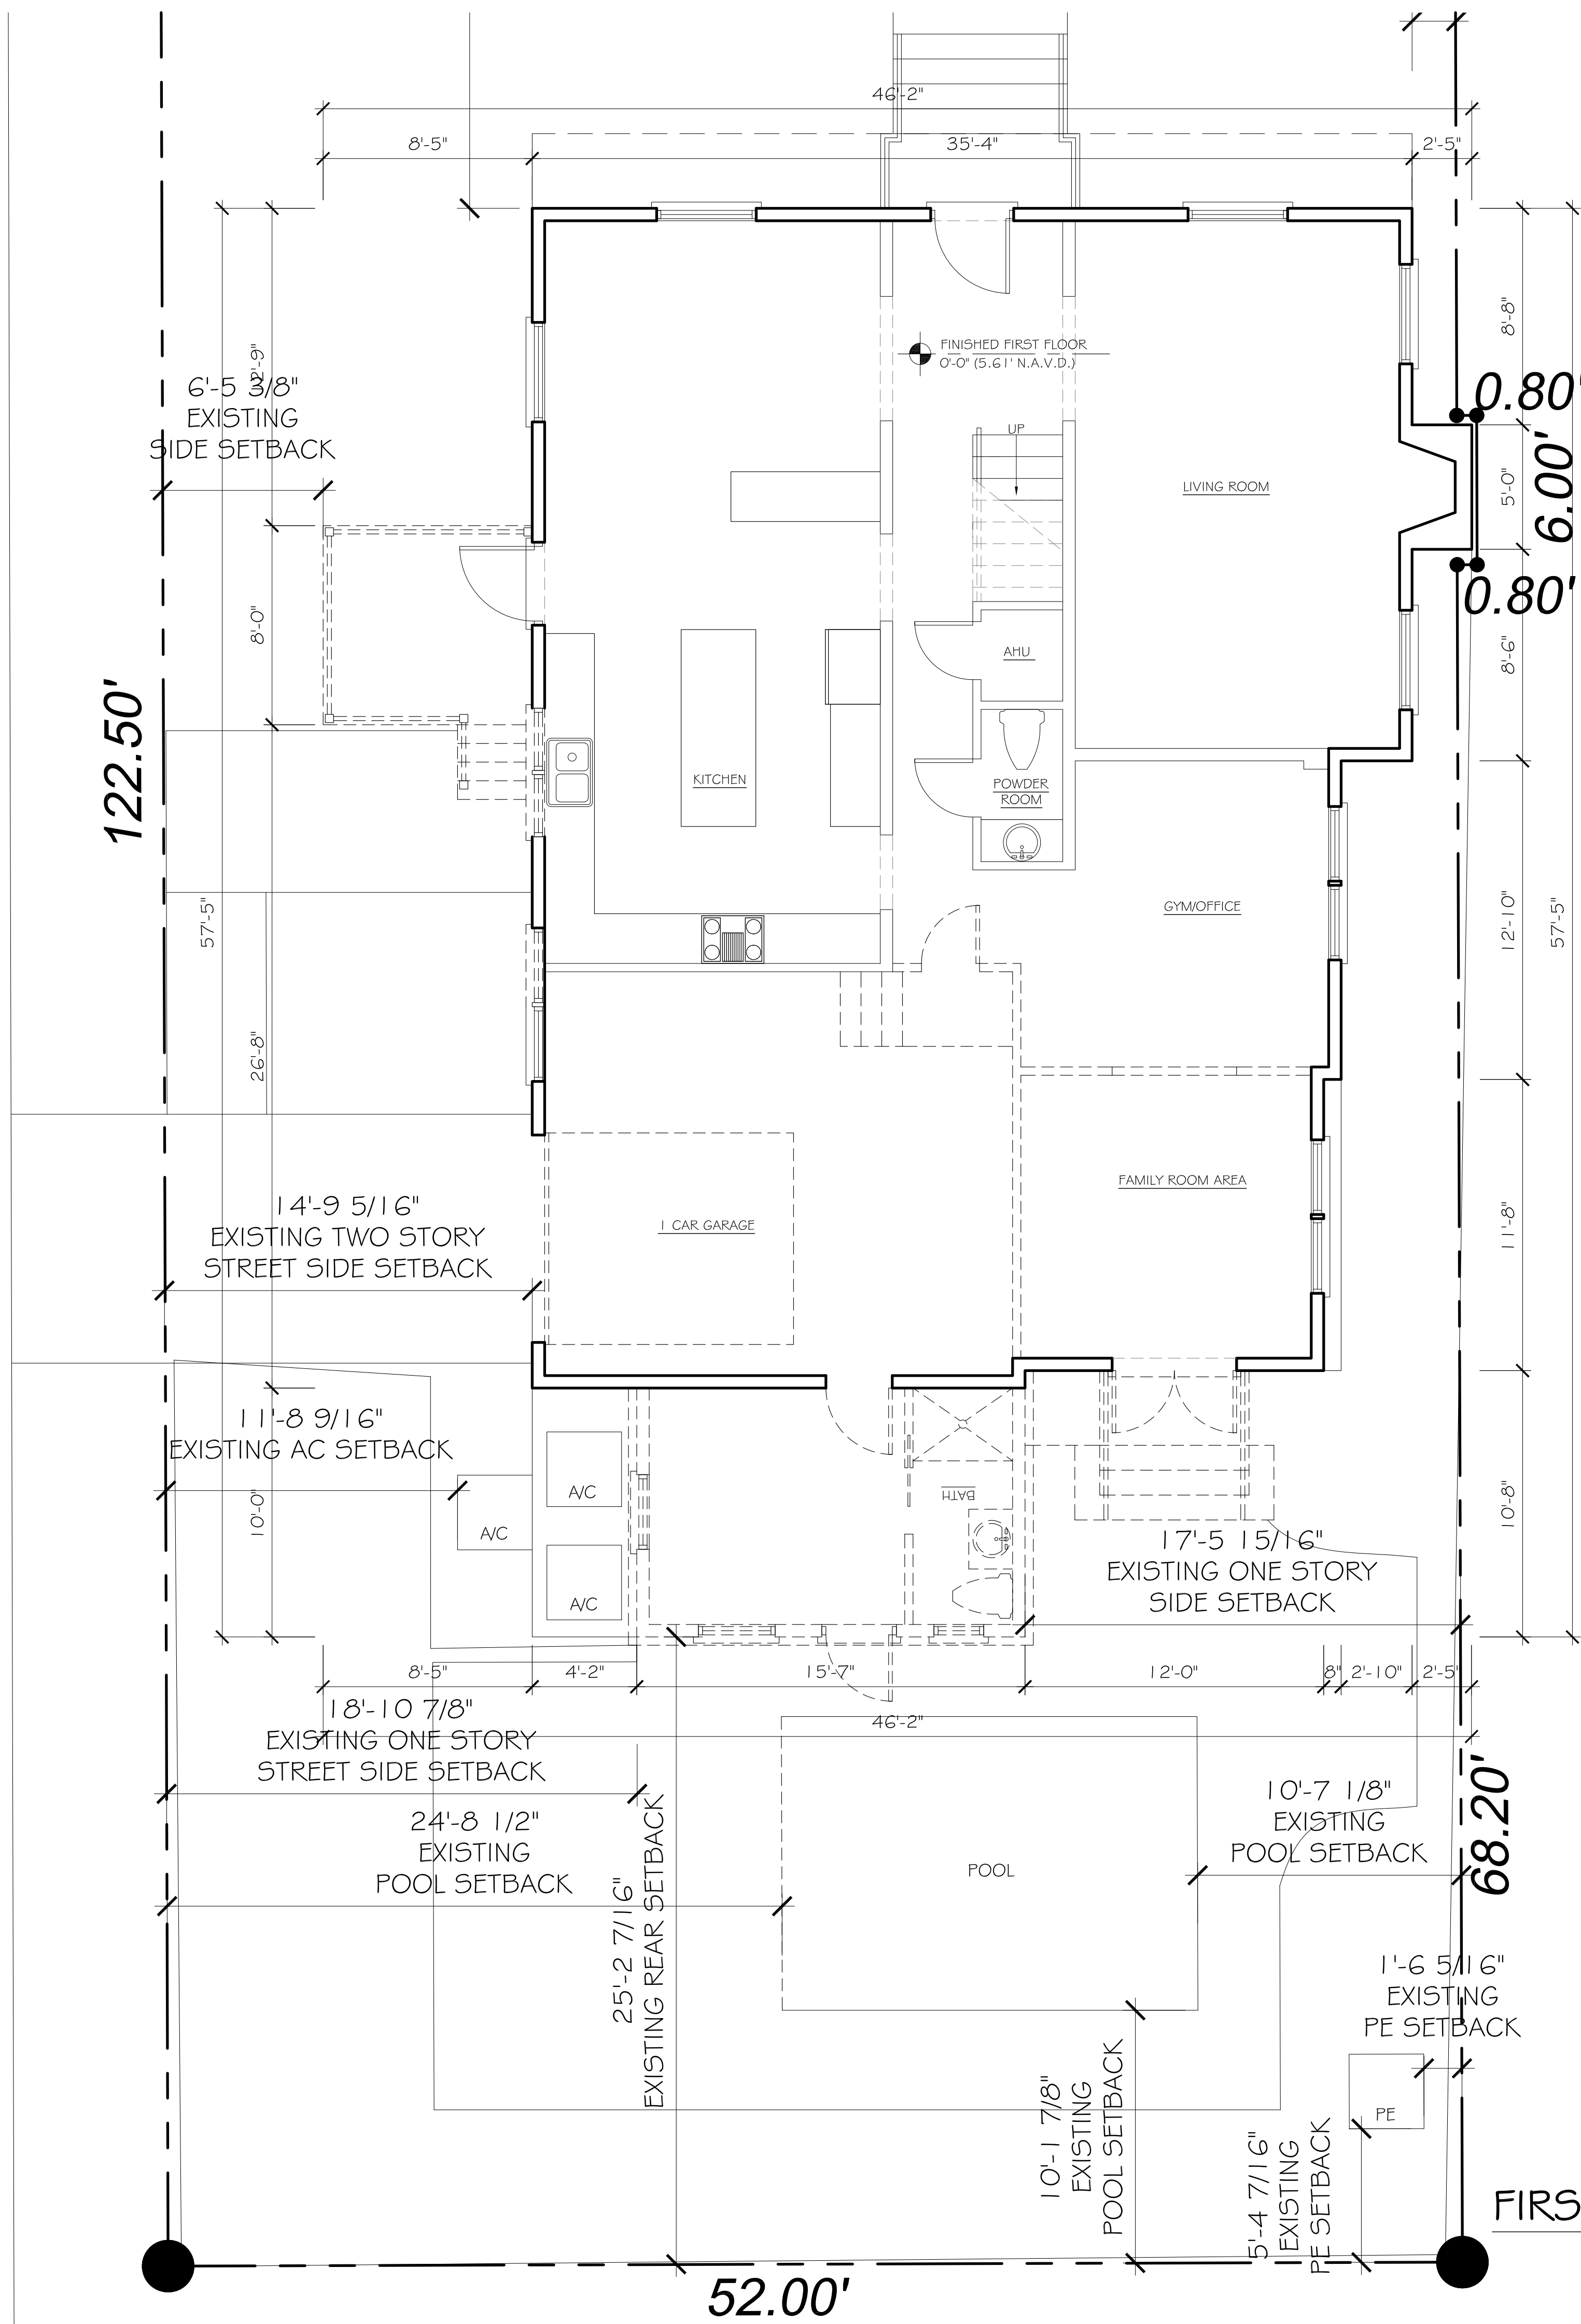 46'-2"
8'-5"
35'-4"
2'-5"
FINISHED FIRST FLOOR
0'-0" (5.61' N.A.V.D.)
6'-5 3/8"
EXISTING
SIDE SETBACK
8'-8"
0.80'
6.00'
5'-0"
0.80'
UP
LIVING ROOM
8'-0"
8'-6"
AHU
122.50'
KITCHEN
POWDER
ROOM
57'-5"
GYM/OFFICE
12'-10"
57'-5"
26'-8"
14'-9 5/16"
EXISTING TWO STORY
STREET SIDE SETBACK
1 CAR GARAGE
FAMILY ROOM AREA
11'-8"
11'-8 9/16"
EXISTING AC SETBACK
10'-0"
A/C
A/C
A/C
BATH
10'-8"
17'-5 15/16"
EXISTING ONE STORY
SIDE SETBACK
8'-5"
4'-2"
15'-7"
12'-0"
8"
2'-10"
2'-5"
46'-2"
18'-10 7/8"
EXISTING ONE STORY
STREET SIDE SETBACK
24'-8 1/2"
EXISTING
POOL SETBACK
25'-2 7/16"
EXISTING REAR SETBACK
POOL
10'-7 1/8"
EXISTING
POOL SETBACK
68.20'
1'-6 5/16"
EXISTING
PE SETBACK
PE
10'-1 7/8"
EXISTING
POOL SETBACK
5'-4 7/16"
EXISTING
PE SETBACK
FIRS
52.00'